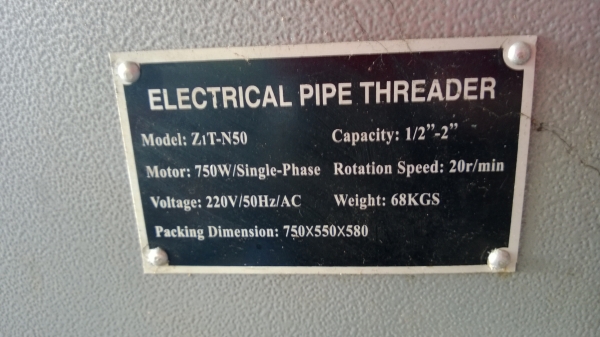 ELECTRICAL PIPE THREADER
Model: Z1T-N50 Capacity: 1/2"-2"
Motor: 750W/Single-Phase Rotation Speed: 20r/min
Voltage: 220V/50Hz/AC Weight: 68KGS
Packing Dimension: 750X550X580